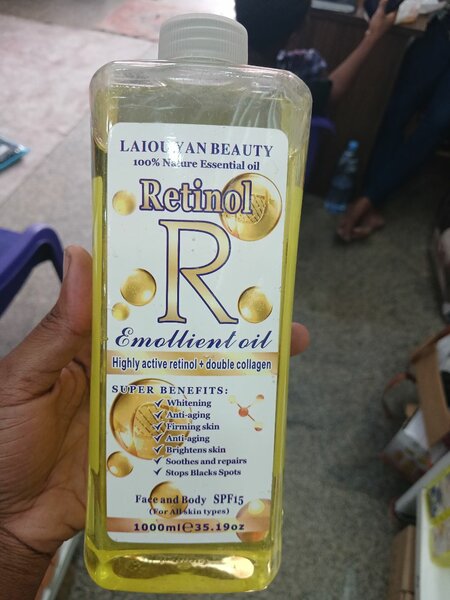 LAIOUYAN BEAUTY
100% Nature Essential oil
Retinol
R
Emollient oil
Highly active retinol + double collagen
SUPER BENEFITS:
Whitening
Anti-aging
Firming skin
Anti-aging
Brightens skin
Soothes and repairs
Stops Blacks Spots
Face and Body SPF15
(For All skin types)
1000ml℮35.19oz